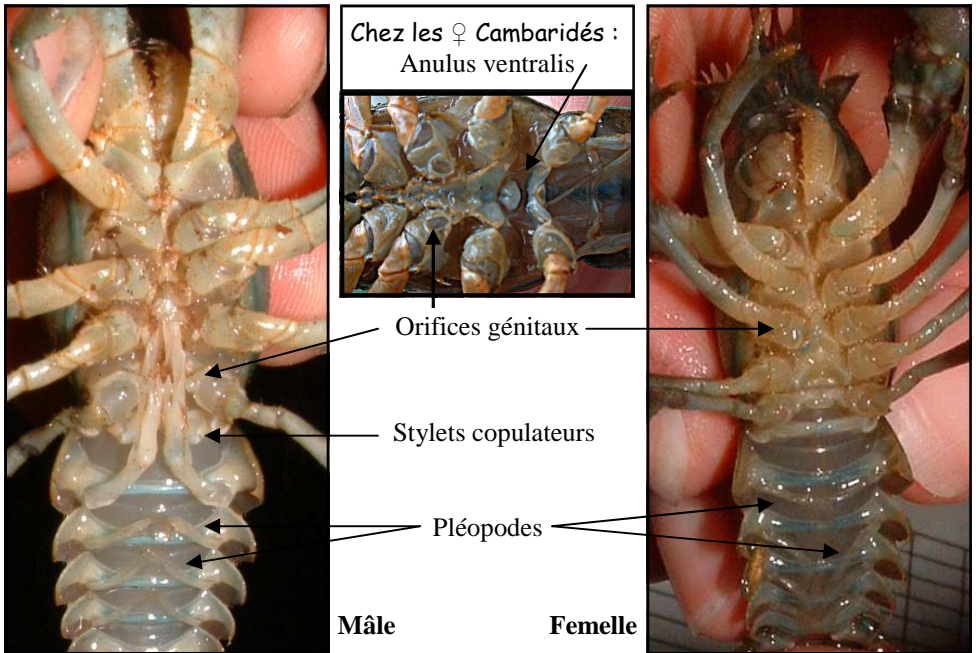 Chez les ♀ Cambaridés :
Anulus ventralis
Orifices génitaux
Stylets copulateurs
Pléopodes
Mâle
Femelle